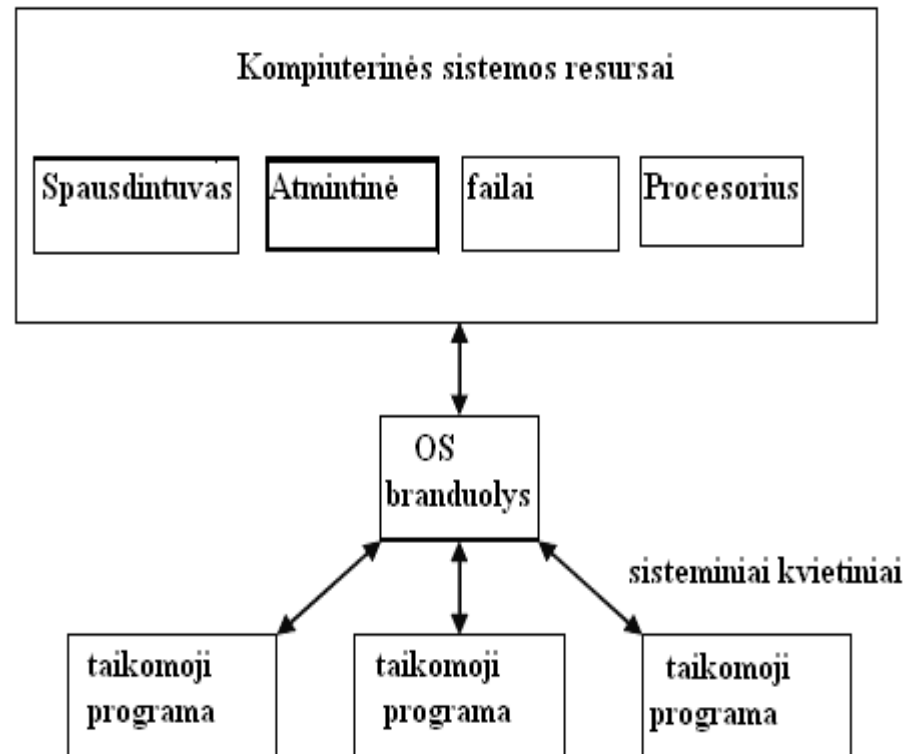 Kompiuterinės sistemos resursai
Spausdintuvas
Atmintinė
failai
Procesorius
OS
branduolys
sisteminiai kvietiniai
taikomoji
programa
taikomoji
programa
taikomoji
programa